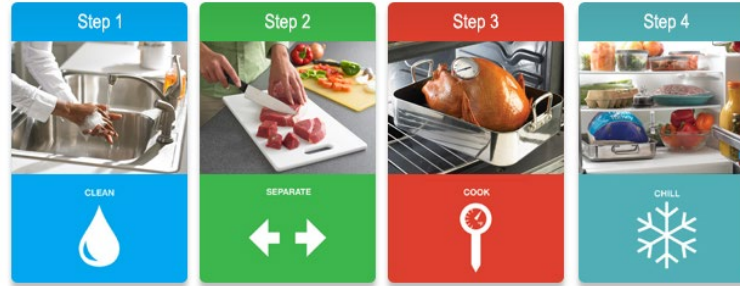 Step 1
CLEAN
Step 2
SEPARATE
Step 3
COOK
Step 4
CHILL